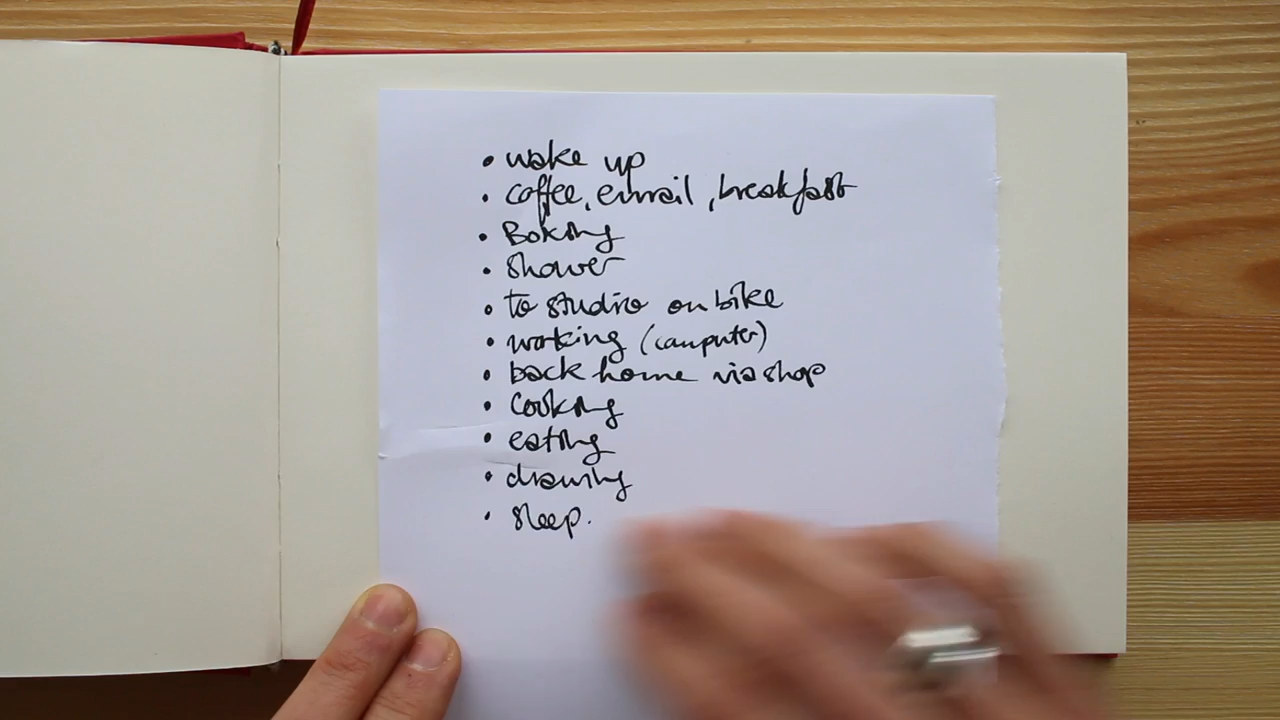 • wake up
• coffee, email, breakfast
• Boking
• Shower
• to studio on bike
• working (computer)
• back home via shop
• Cooking
• eating
• drawing
• sleep.